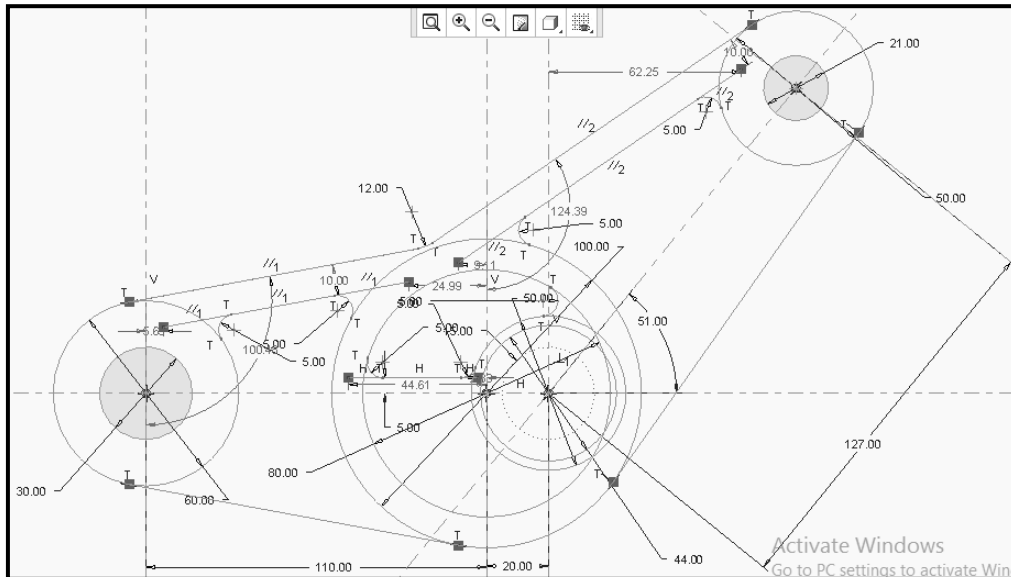 T
10.00
21.00
62.25
T
//2
T
T
5.00
//2
T
//2
50.00
12.00
124.39
T
5.00
T
T
T
100.00
//2
//1
V
10.00
//1
24.99
V
T
T
//1
T
50.00
51.00
5.00
5.00
T
100.43
5.00
T
H
T
H
T
H
T
44.61
H
5.00
127.00
80.00
T
T
30.00
60.00
T
44.00
110.00
20.00
Activate Windows
Go to PC settings to activate Win